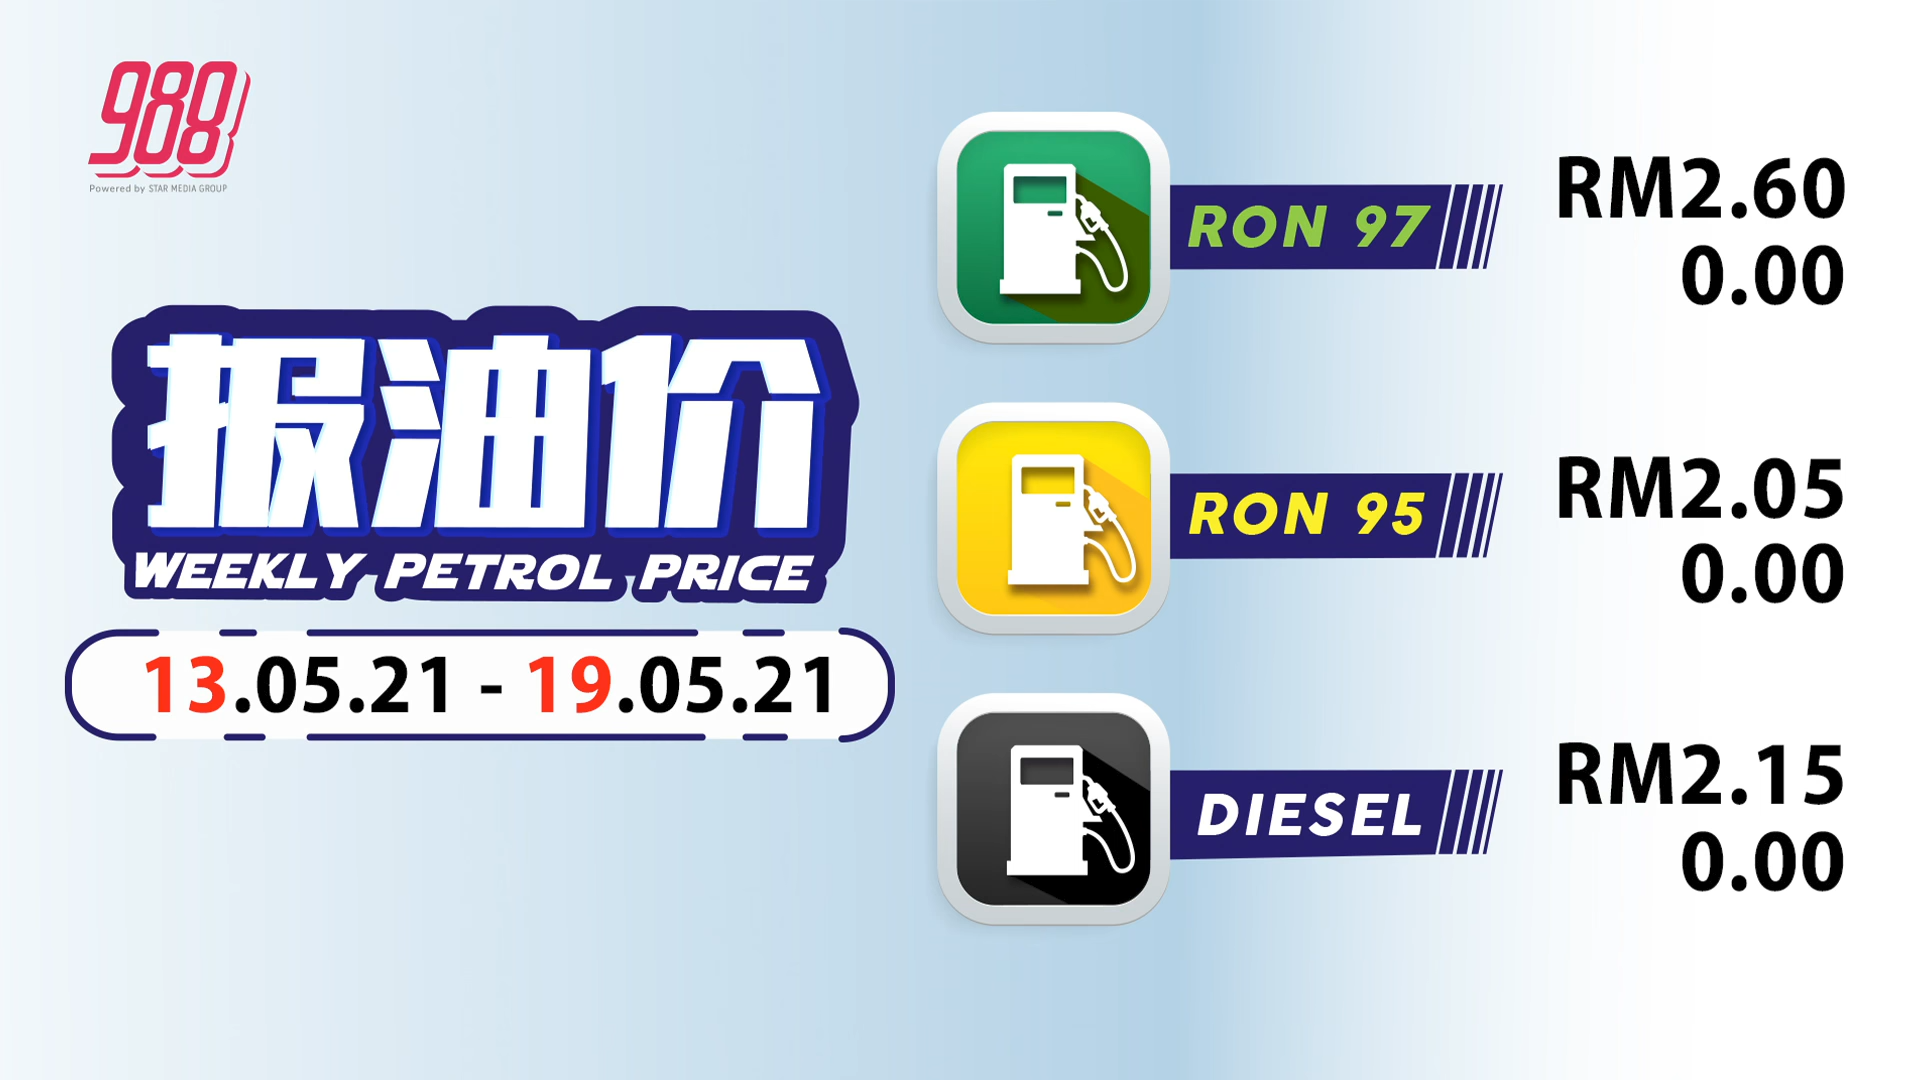 988
Powered by STAR MEDIA GROUP
报油价
WEEKLY PETROL PRICE
13.05.21 - 19.05.21
RON 97
RM2.60
0.00
RON 95
RM2.05
0.00
DIESEL
RM2.15
0.00